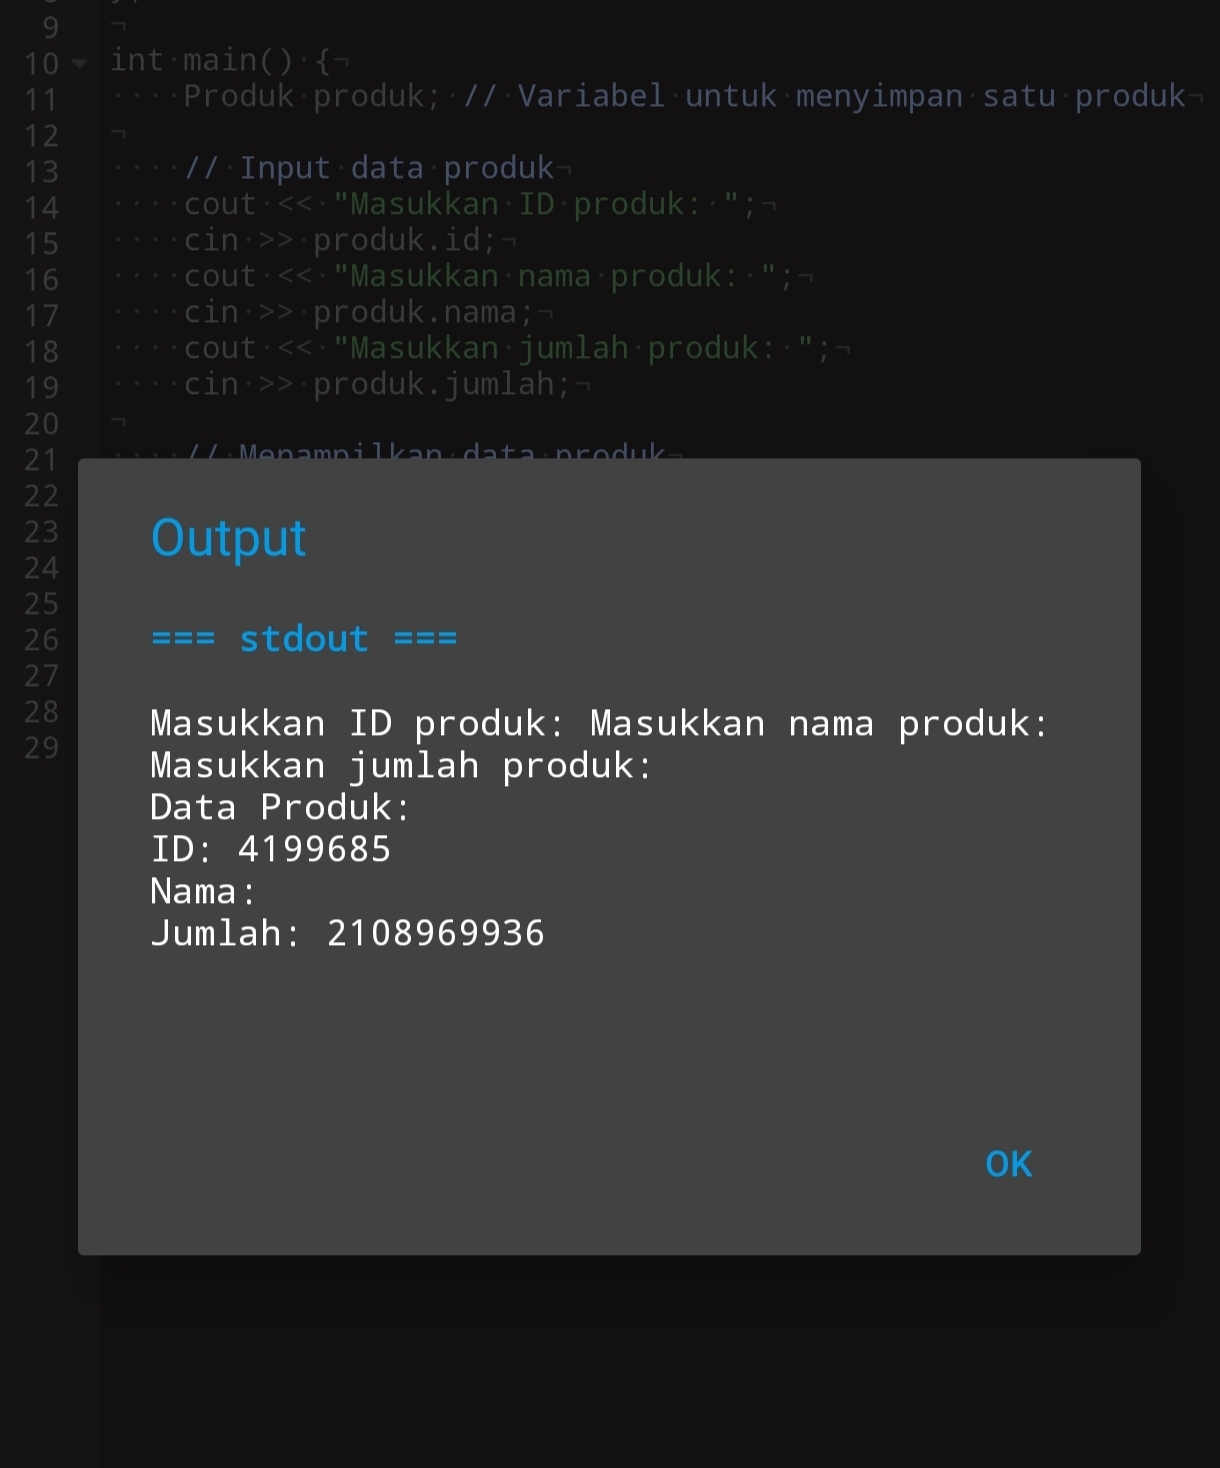 9 ¬
10 int·main()·{¬
11 ····Produk·produk;·//·Variabel·untuk·menyimpan·satu·produk¬
12 ¬
13 ····//·Input·data·produk¬
14 ····cout·<<·"Masukkan·ID·produk:·";¬
15 ····cin·>>·produk.id;¬
16 ····cout·<<·"Masukkan·nama·produk:·";¬
17 ····cin·>>·produk.nama;¬
18 ····cout·<<·"Masukkan·jumlah·produk:·";¬
19 ····cin·>>·produk.jumlah;¬
20 ¬
21 ····//·Menampilkan·data·produk¬
22
23
24
25
26
27
28
29
Output
=== stdout ===
Masukkan ID produk: Masukkan nama produk:
Masukkan jumlah produk:
Data Produk:
ID: 4199685
Nama:
Jumlah: 2108969936
OK